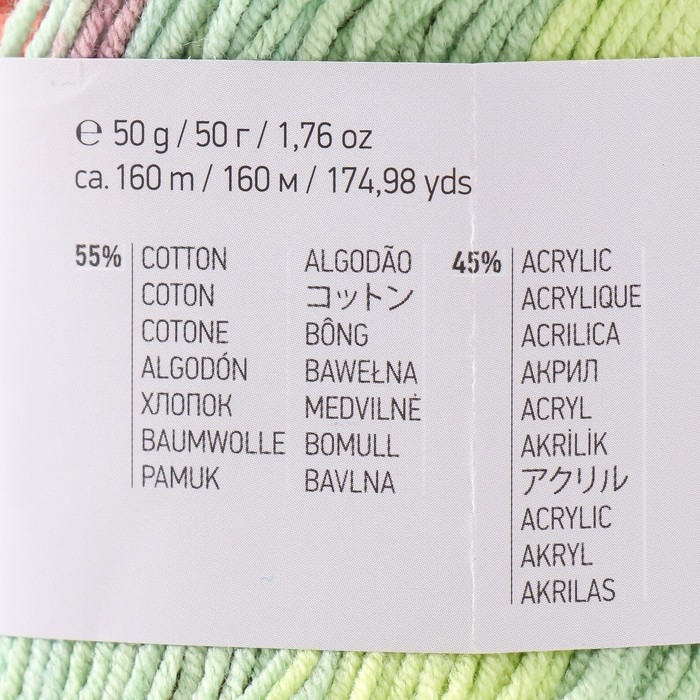 ℮ 50 g / 50 г / 1,76 oz
ca. 160 m / 160 м / 174,98 yds
55%
COTTON
COTON
COTONE
ALGODÓN
ХЛОПОК
BAUMWOLLE
PAMUK
ALGODÃO
コットン
BÔNG
BAWEŁNA
MEDVILNĖ
BOMULL
BAVLNA
45%
ACRYLIC
ACRYLIQUE
ACRILICA
АКРИЛ
ACRYL
AKRİLİK
アクリル
ACRYLIC
AKRYL
AKRILAS